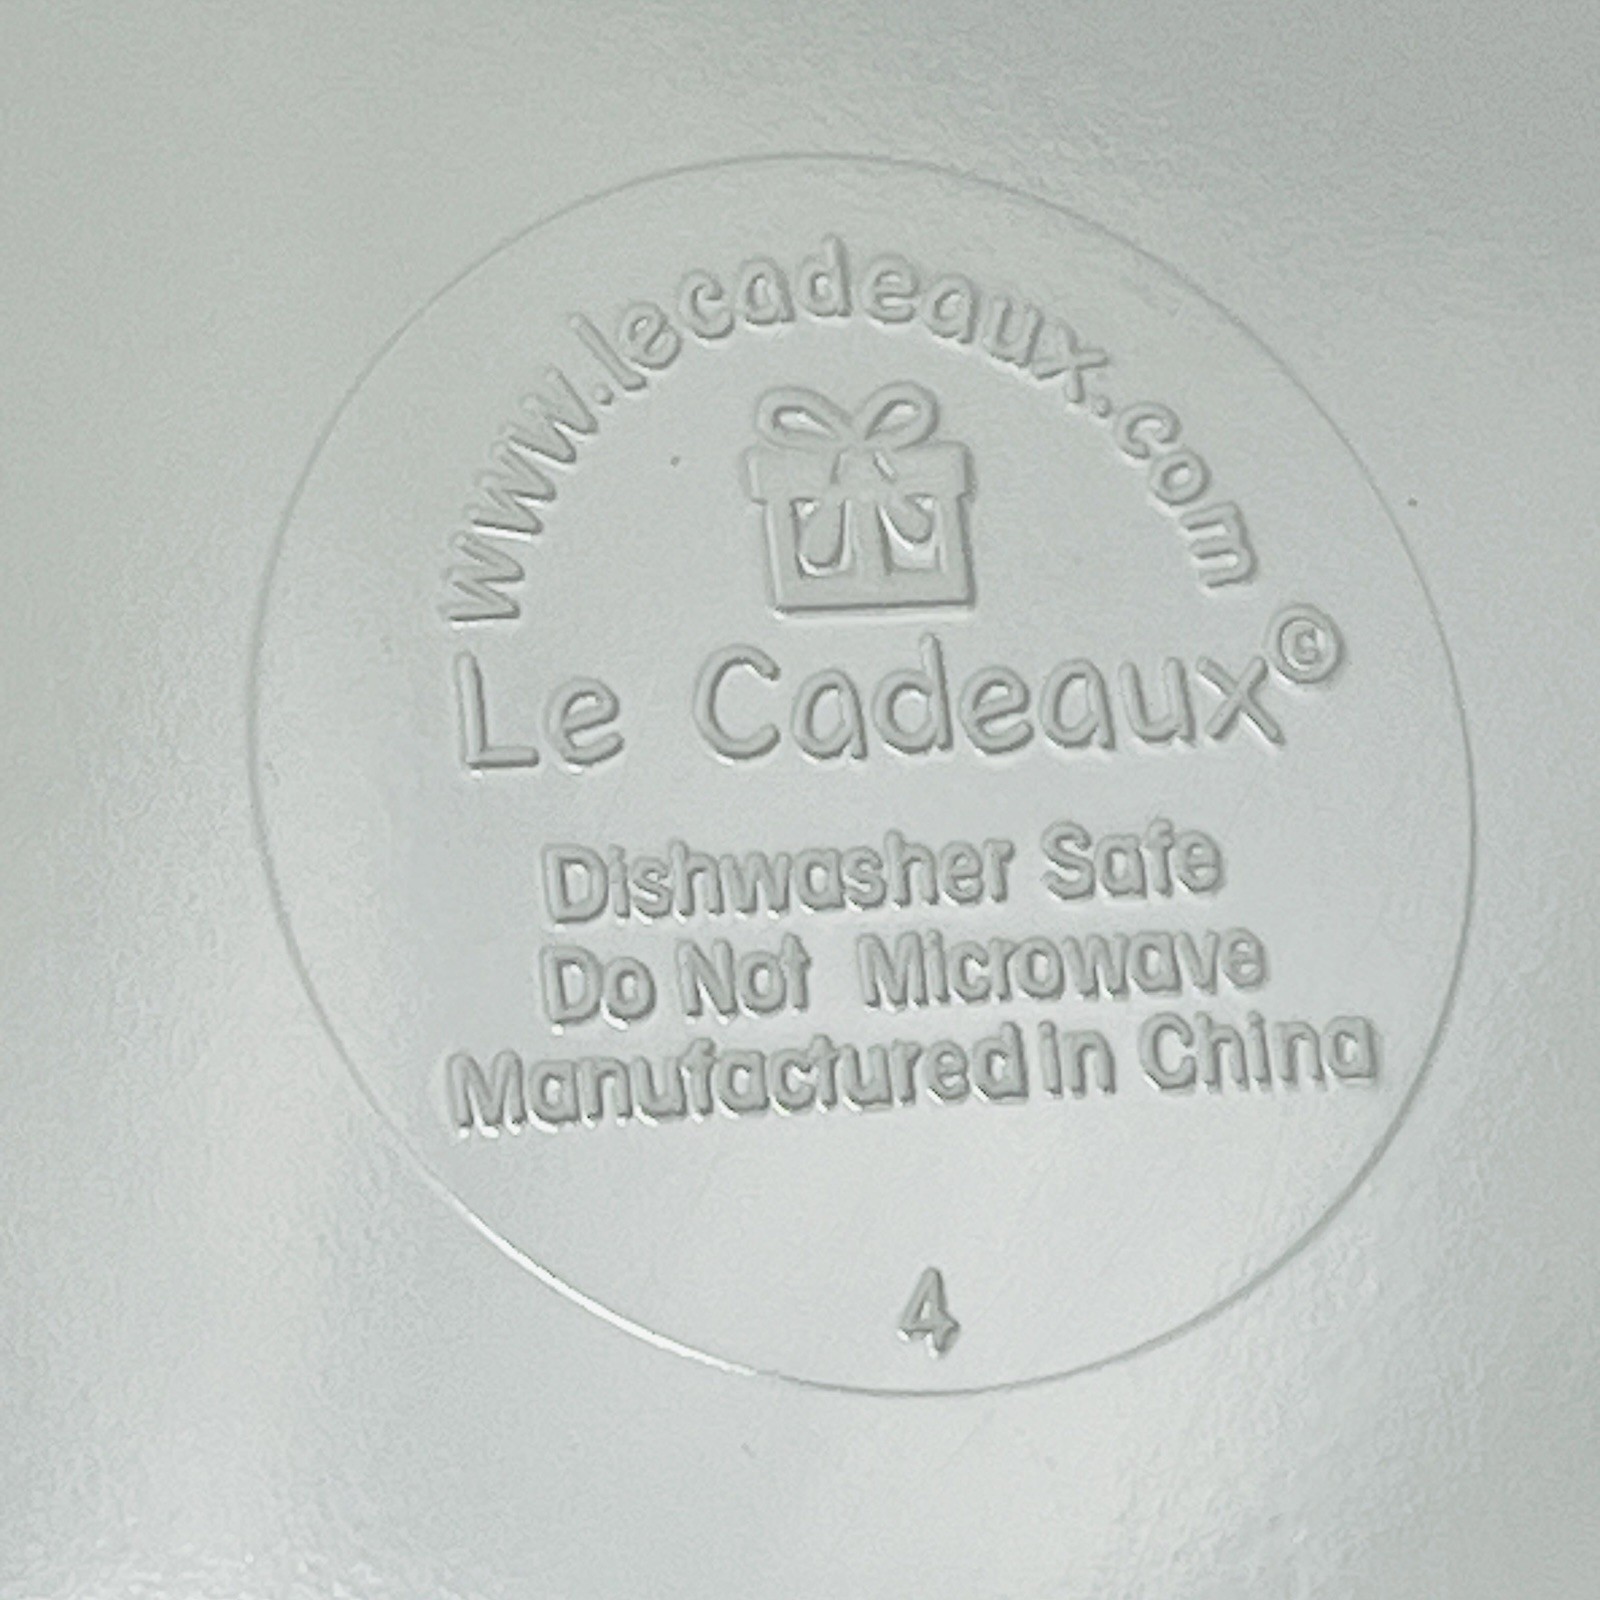 www.lecadeaux.com
Le Cadeaux©
Dishwasher Safe
Do Not Microwave
Manufactured in China
4